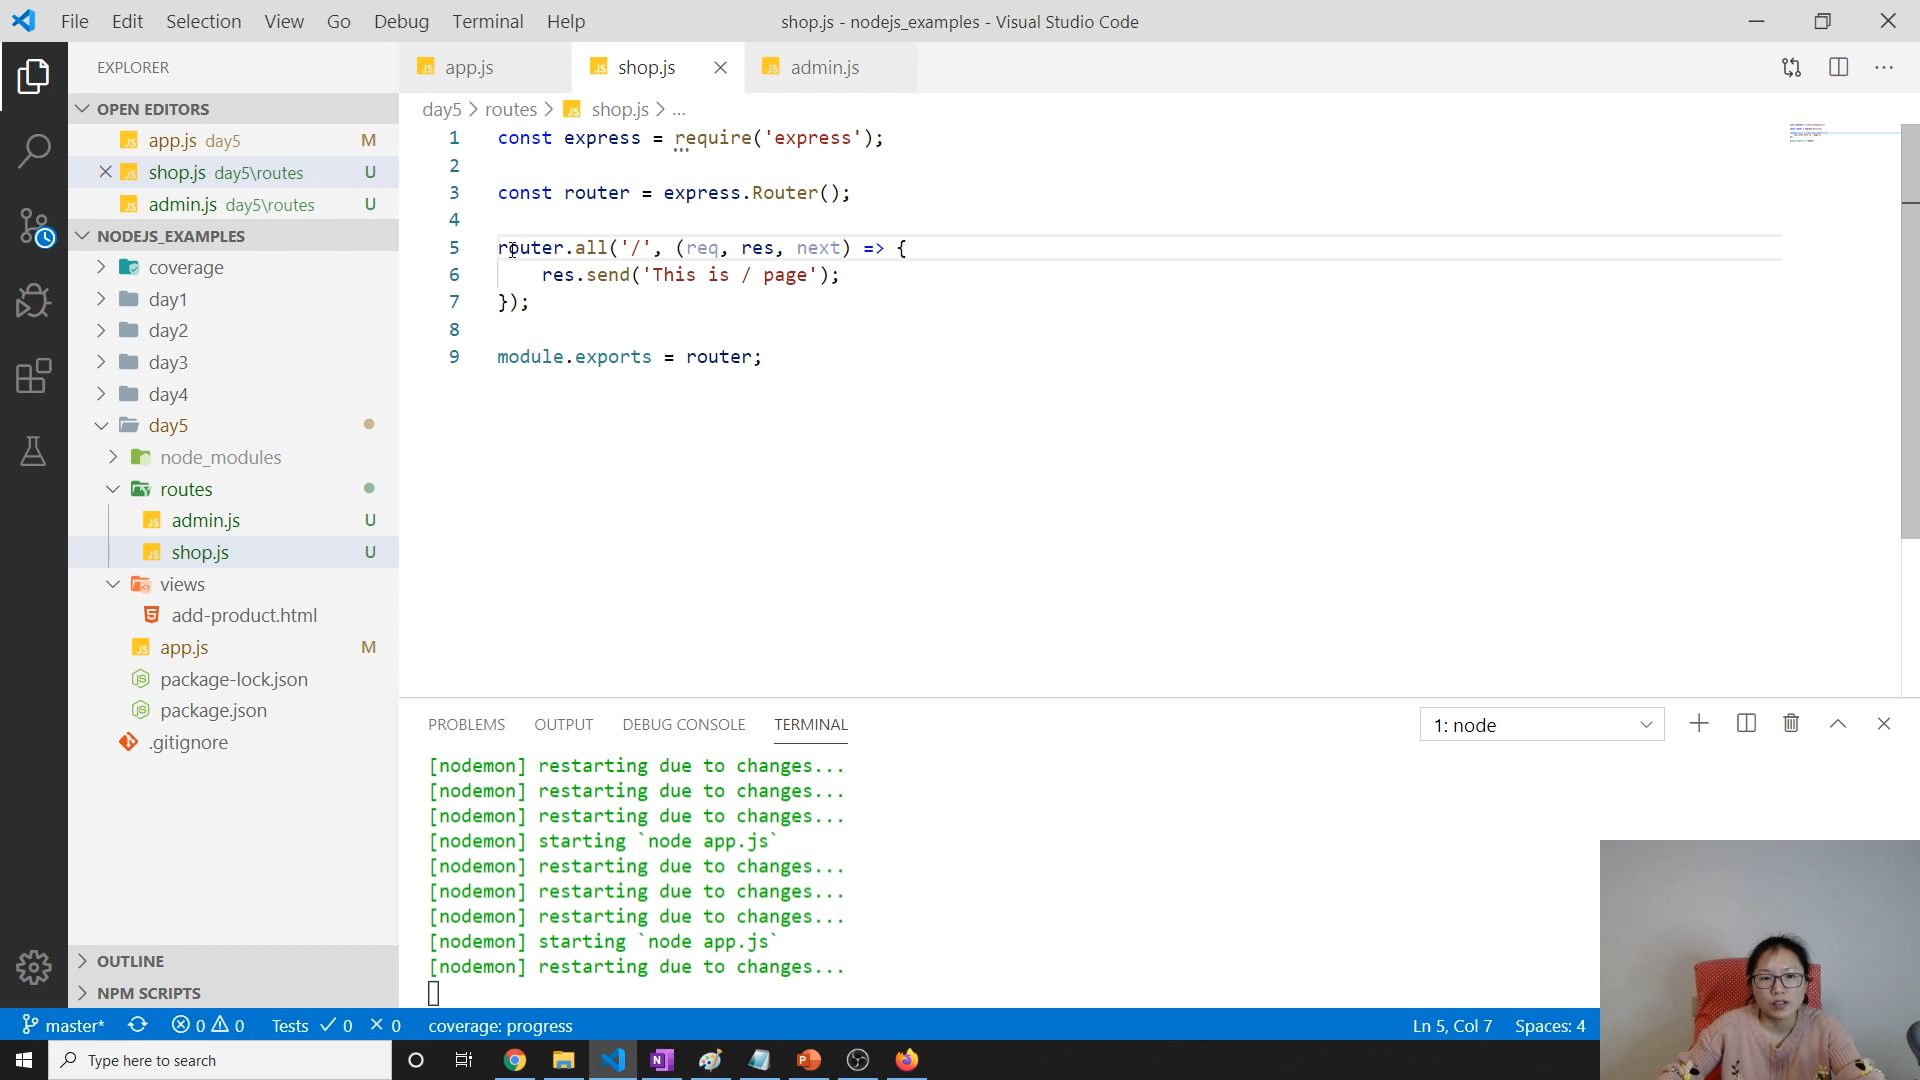 File Edit Selection View Go Debug Terminal Help
shop.js - nodejs_examples - Visual Studio Code
EXPLORER
OPEN EDITORS
app.js day5 M
shop.js day5\routes U
admin.js day5\routes U
NODEJS_EXAMPLES
coverage
day1
day2
day3
day4
day5
node_modules
routes
admin.js U
shop.js U
views
add-product.html
app.js M
package-lock.json
package.json
.gitignore
OUTLINE
NPM SCRIPTS
app.js
shop.js
admin.js
day5 > routes > shop.js > ...
1 const express = require('express');
2
3 const router = express.Router();
4
5 router.all('/', (req, res, next) => {
6 res.send('This is / page');
7 });
8
9 module.exports = router;
PROBLEMS OUTPUT DEBUG CONSOLE TERMINAL
1: node
[nodemon] restarting due to changes...
[nodemon] restarting due to changes...
[nodemon] restarting due to changes...
[nodemon] starting `node app.js`
[nodemon] restarting due to changes...
[nodemon] restarting due to changes...
[nodemon] restarting due to changes...
[nodemon] starting `node app.js`
[nodemon] restarting due to changes...
master* 0 0 Tests 0 0 coverage: progress
Ln 5, Col 7 Spaces: 4
Type here to search